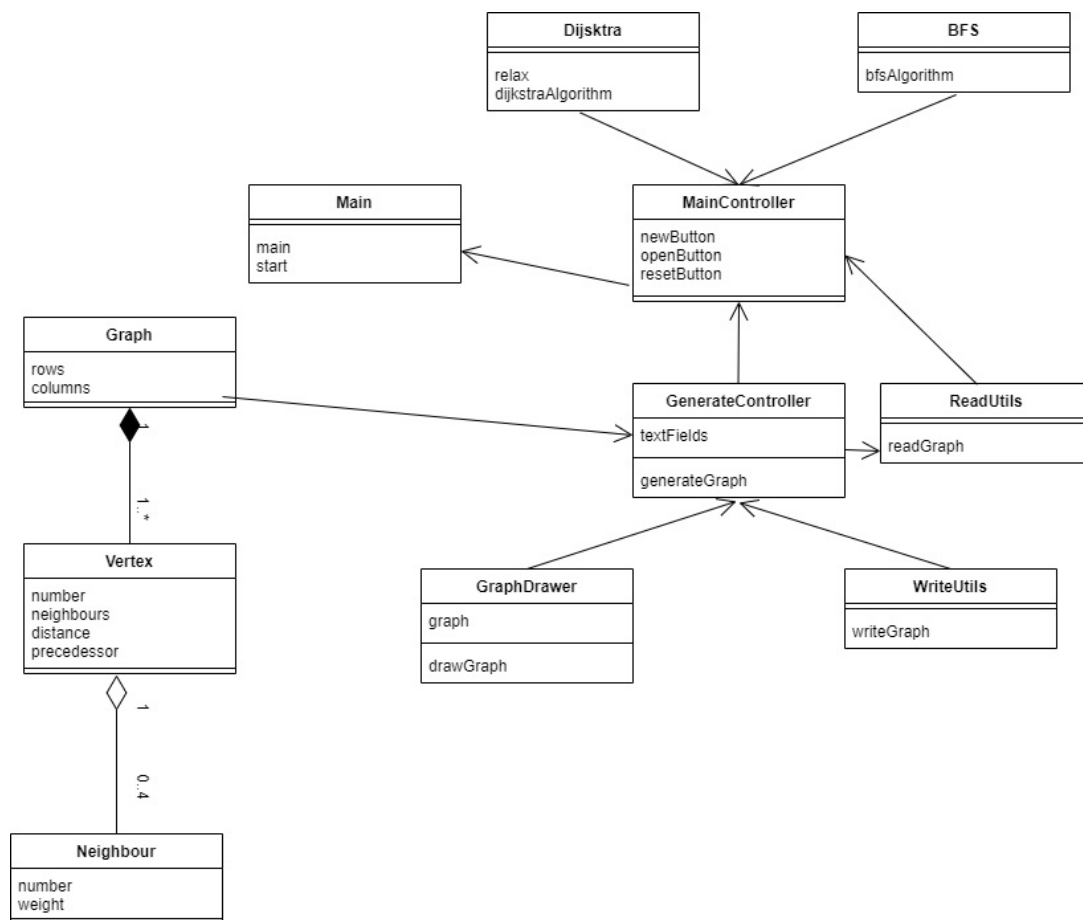 Dijsktra
relax
dijkstraAlgorithm
BFS
bfsAlgorithm
Main
main
start
MainController
newButton
openButton
resetButton
Graph
rows
columns
1
1..*
GenerateController
textFields
generateGraph
ReadUtils
readGraph
Vertex
number
neighbours
distance
precedessor
1
0..4
GraphDrawer
graph
drawGraph
WriteUtils
writeGraph
Neighbour
number
weight